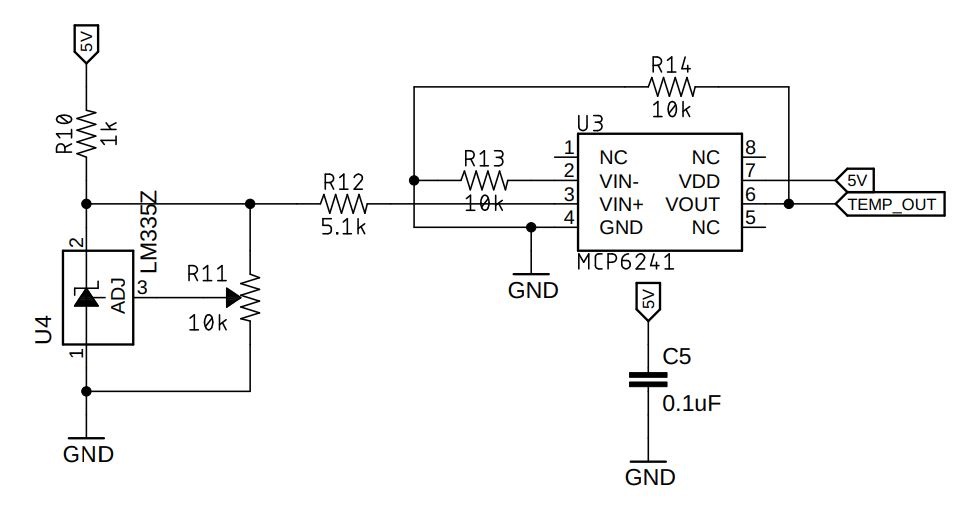 5V
R10
1k
LM335Z
2
ADJ
3
U4
1
GND
R11
10k
R12
5.1k
R13
10k
R14
10k
U3
1 NC NC 8
2 VIN- VDD 7
3 VIN+ VOUT 6
4 GND NC 5
MCP6241
5V
TEMP_OUT
GND
5V
C5
0.1uF
GND